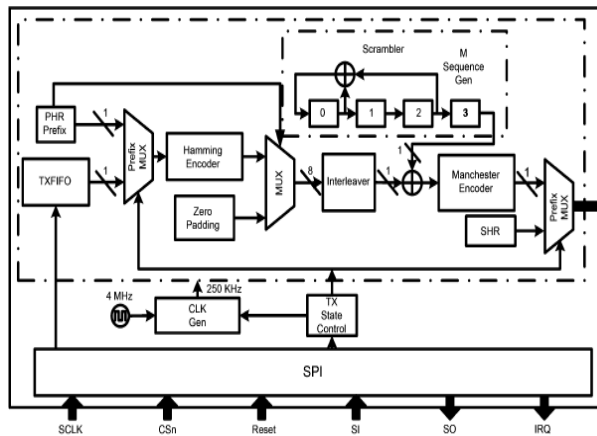 Scrambler
M
Sequence
Gen
0
1
2
3
PHR
Prefix
1
Prefix
MUX
Hamming
Encoder
TXFIFO
1
MUX
8
Interleaver
1
1
Manchester
Encoder
1
Prefix
MUX
Zero
Padding
SHR
250 KHz
4 MHz
CLK
Gen
TX
State
Control
SPI
SCLK
CSn
Reset
SI
SO
IRQ